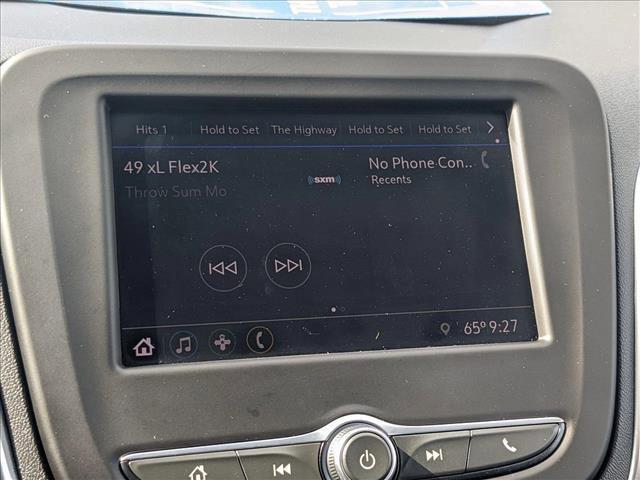 Hits 1 Hold to Set The Highway Hold to Set Hold to Set
49 xL Flex2K
Throw Sum Mo
sxm
No Phone Con..
Recents
65° 9:27